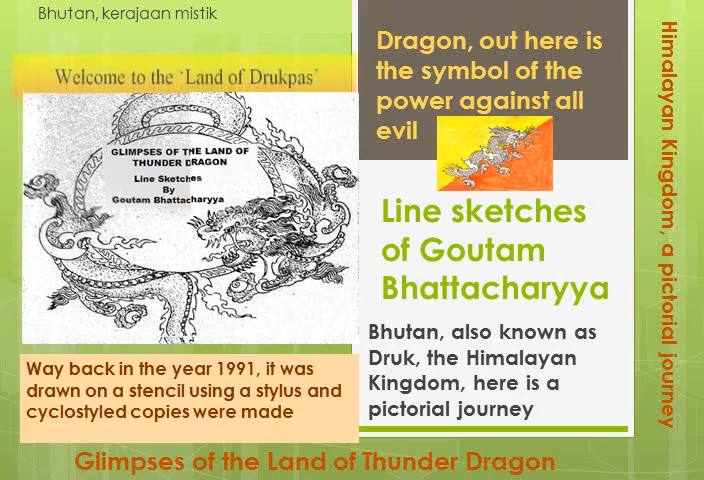 Bhutan, kerajaan mistik
Welcome to the 'Land of Drukpas'
GLIMPSES OF THE LAND OF
THUNDER DRAGON
Line Sketches
By
Goutam Bhattacharyya
Way back in the year 1991, it was
drawn on a stencil using a stylus and
cyclostyled copies were made
Dragon, out here is
the symbol of the
power against all
evil
Line sketches
of Goutam
Bhattacharyya
Bhutan, also known as
Druk, the Himalayan
Kingdom, here is a
pictorial journey
Himalayan Kingdom, a pictorial journey
Glimpses of the Land of Thunder Dragon